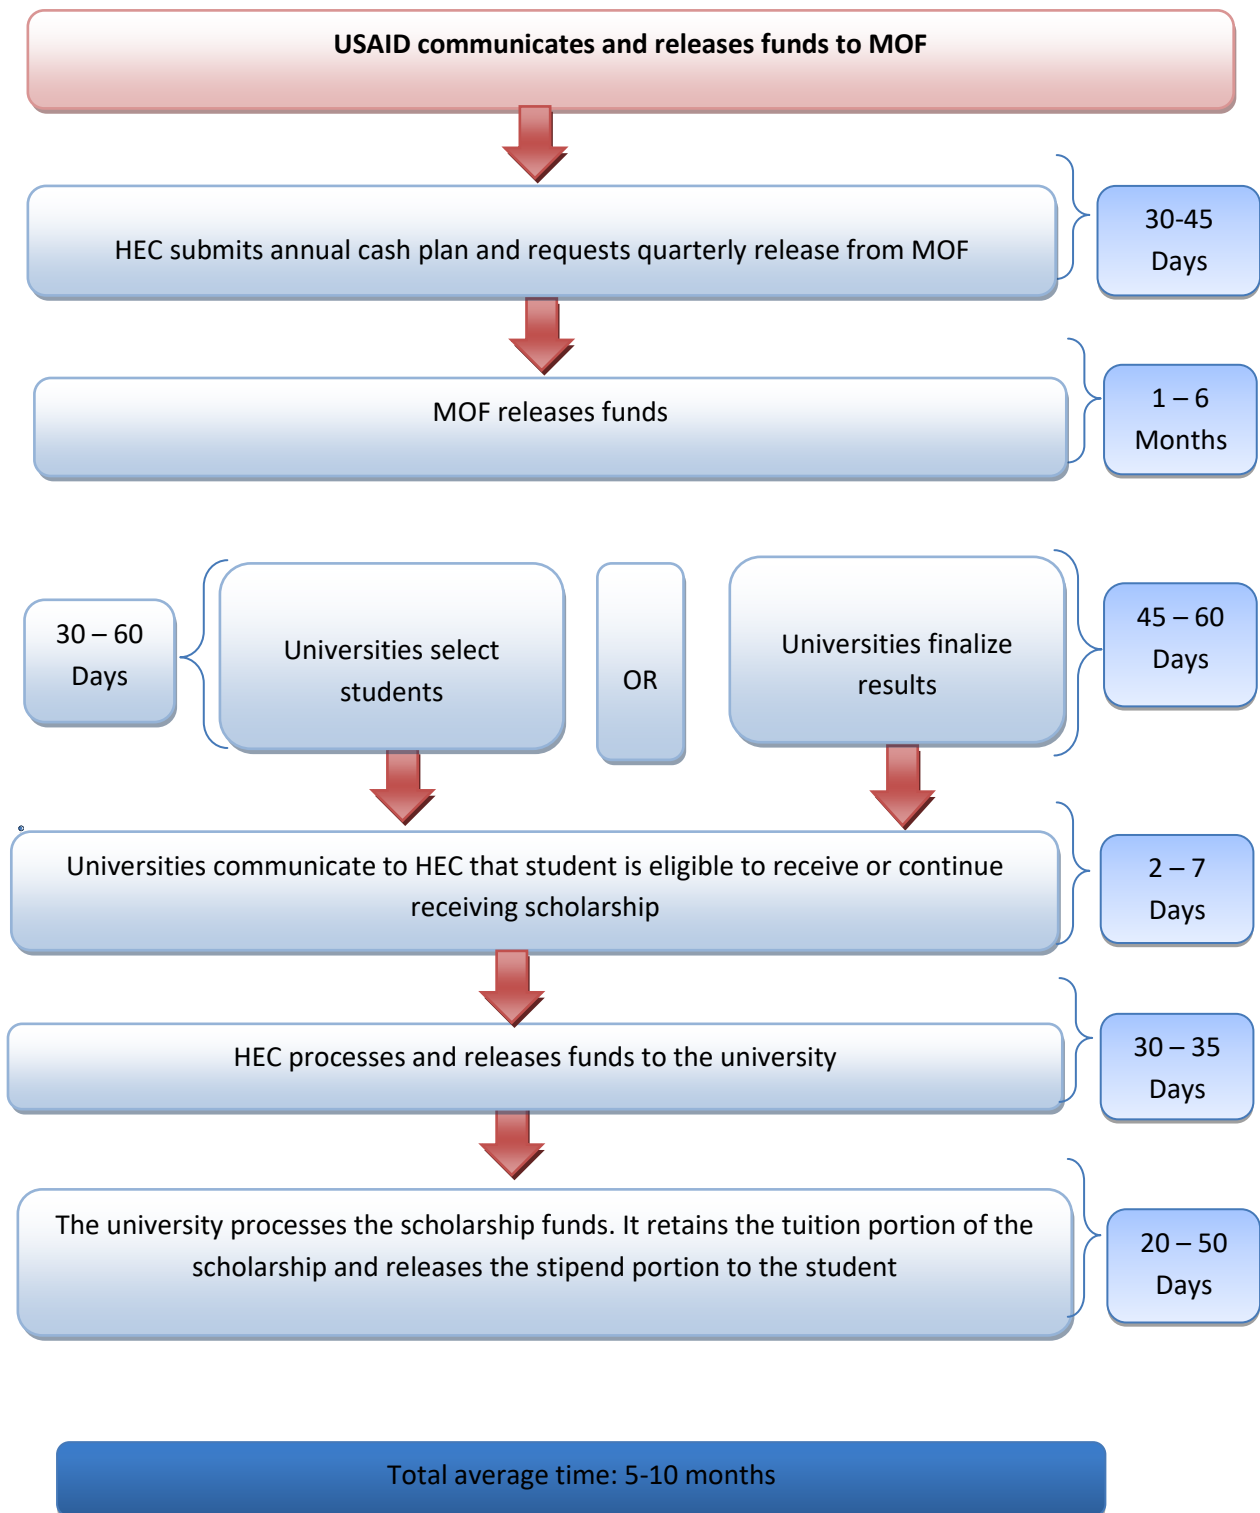 USAID communicates and releases funds to MOF
HEC submits annual cash plan and requests quarterly release from MOF
30-45
Days
MOF releases funds
1 – 6
Months
30 – 60
Days
Universities select
students
OR
Universities finalize
results
45 – 60
Days
Universities communicate to HEC that student is eligible to receive or continue
receiving scholarship
2 – 7
Days
HEC processes and releases funds to the university
30 – 35
Days
The university processes the scholarship funds. It retains the tuition portion of the
scholarship and releases the stipend portion to the student
20 – 50
Days
Total average time: 5-10 months